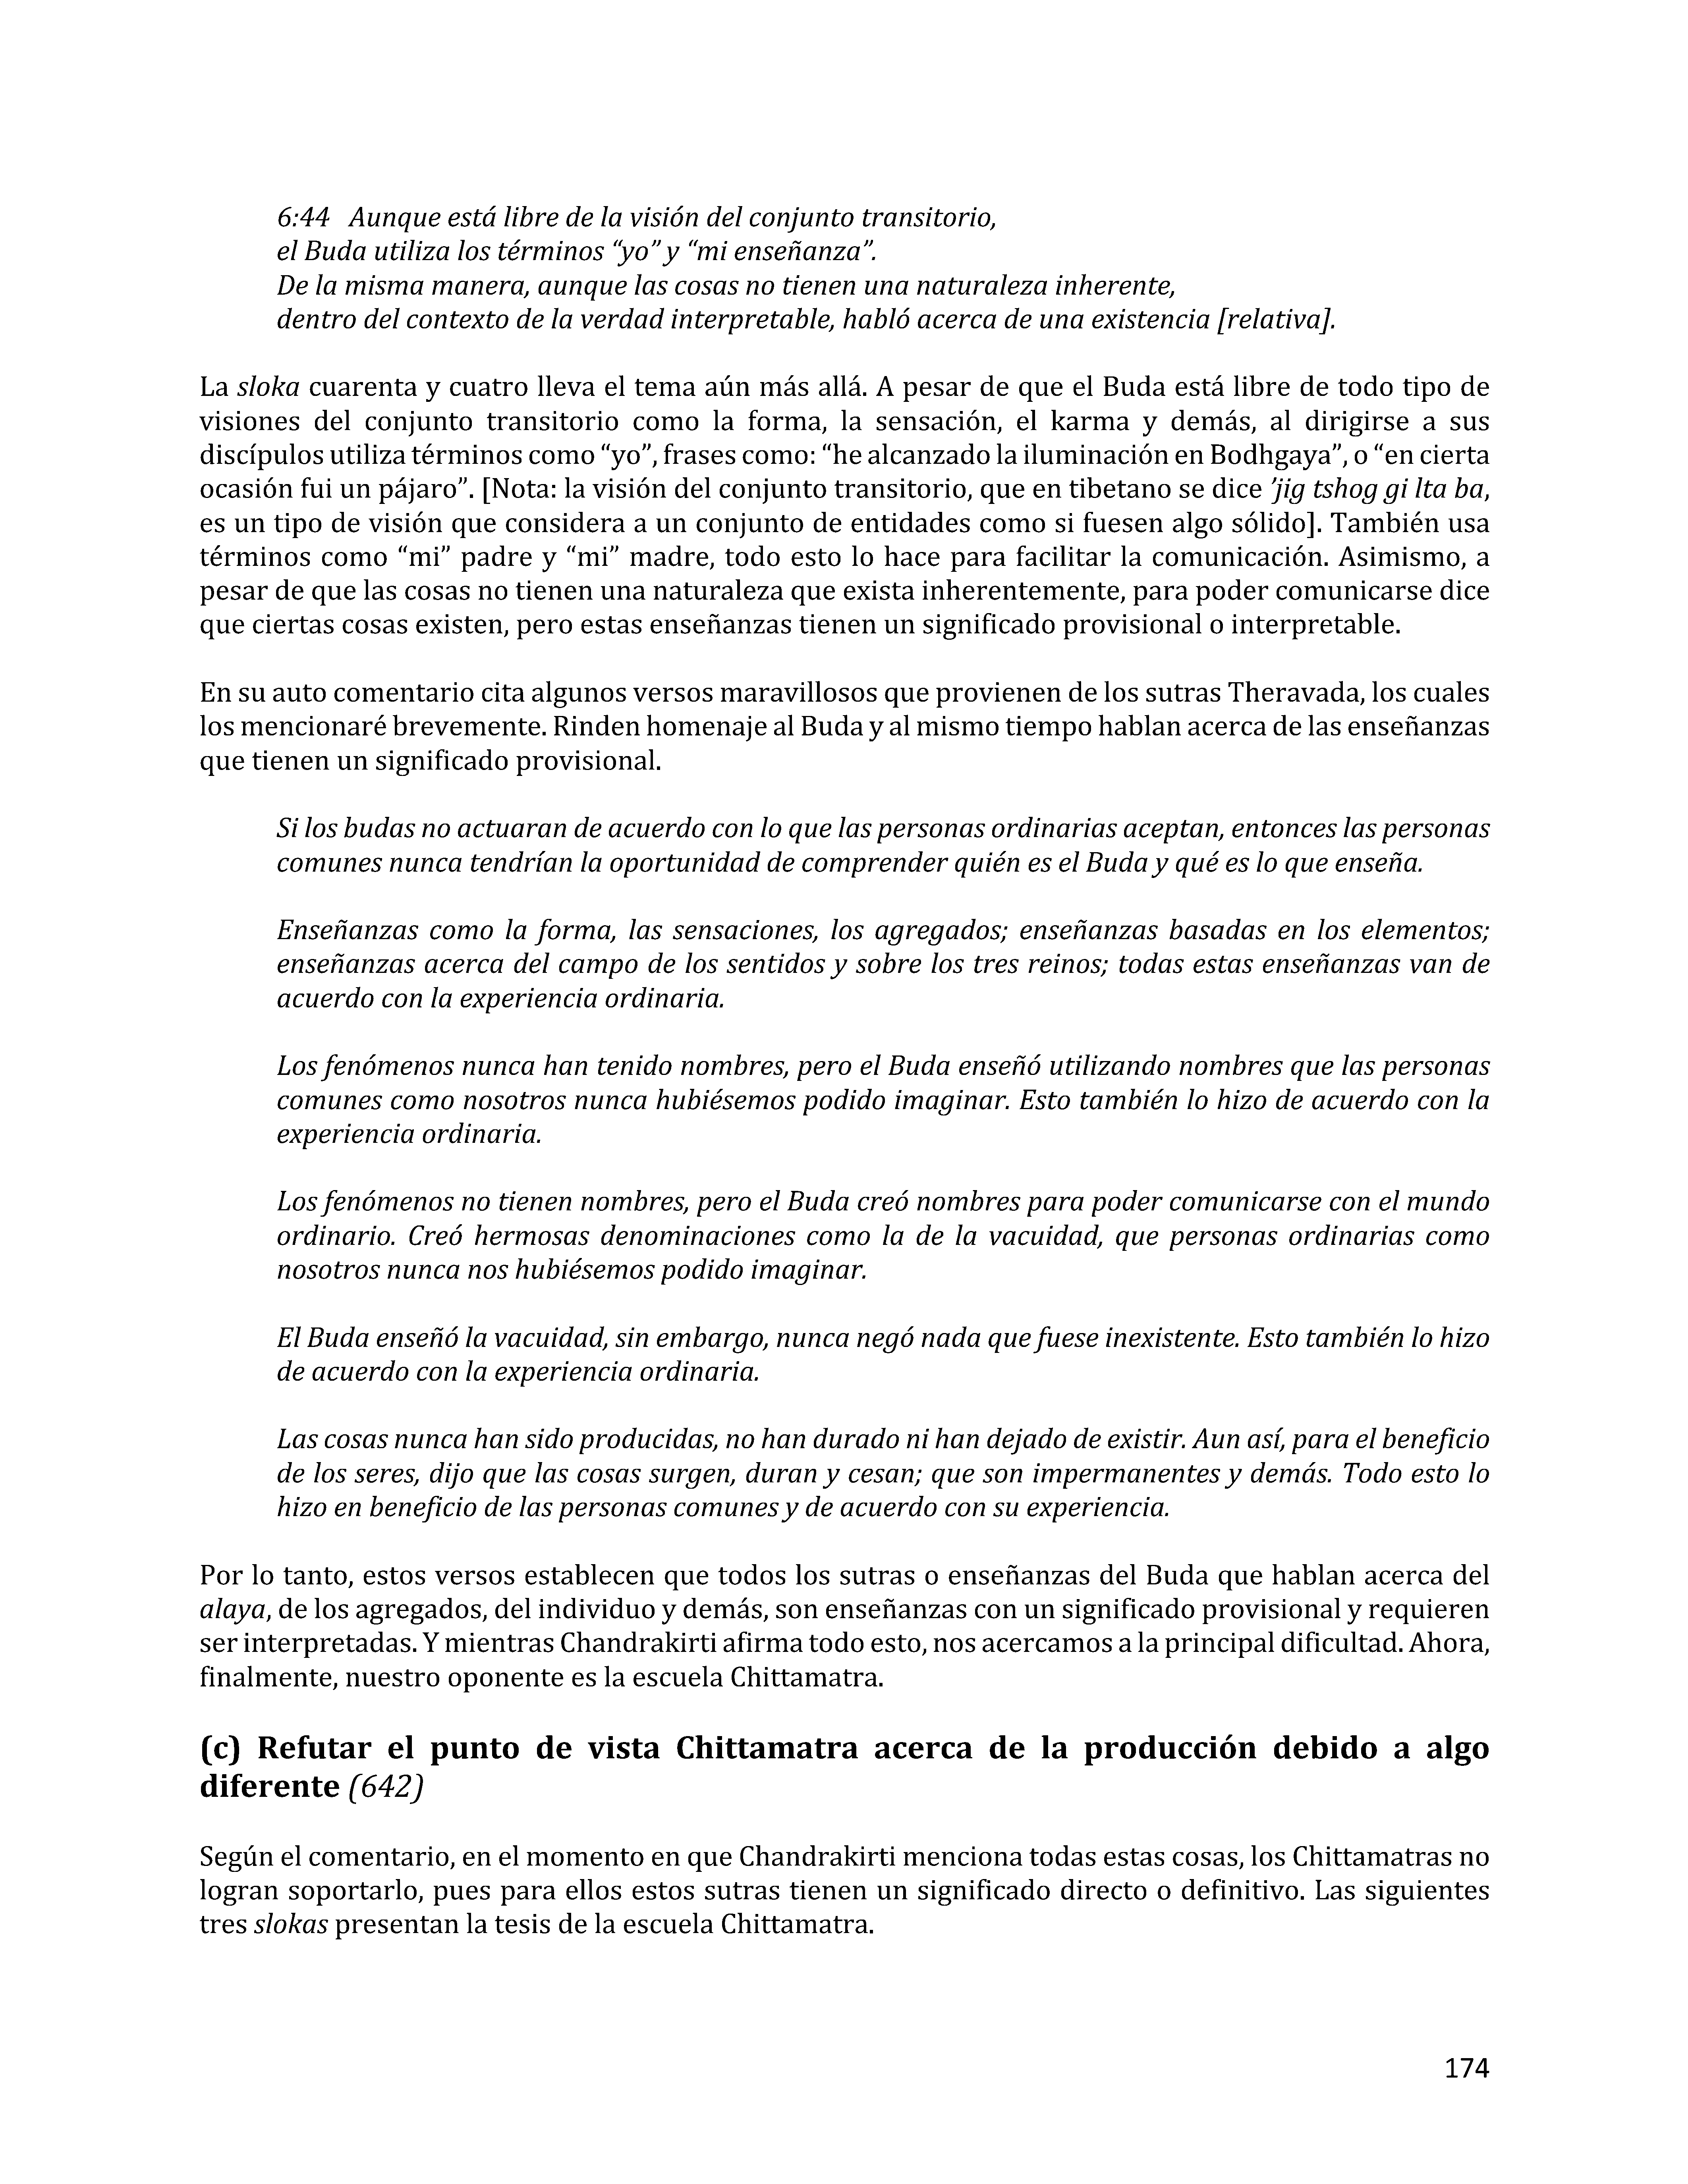 6:44 Aunque está libre de la visión del conjunto transitorio,
el Buda utiliza los términos “yo” y “mi enseñanza”.
De la misma manera, aunque las cosas no tienen una naturaleza inherente,
dentro del contexto de la verdad interpretable, habló acerca de una existencia [relativa].
La sloka cuarenta y cuatro lleva el tema aún más allá. A pesar de que el Buda está libre de todo tipo de
visiones del conjunto transitorio como la forma, la sensación, el karma y demás, al dirigirse a sus
discípulos utiliza términos como “yo”, frases como: “he alcanzado la iluminación en Bodhgaya”, o “en cierta
ocasión fui un pájaro”. [Nota: la visión del conjunto transitorio, que en tibetano se dice ’jig tshog gi lta ba,
es un tipo de visión que considera a un conjunto de entidades como si fuesen algo sólido]. También usa
términos como “mi” padre y “mi” madre, todo esto lo hace para facilitar la comunicación. Asimismo, a
pesar de que las cosas no tienen una naturaleza que exista inherentemente, para poder comunicarse dice
que ciertas cosas existen, pero estas enseñanzas tienen un significado provisional o interpretable.
En su auto comentario cita algunos versos maravillosos que provienen de los sutras Theravada, los cuales
los mencionaré brevemente. Rinden homenaje al Buda y al mismo tiempo hablan acerca de las enseñanzas
que tienen un significado provisional.
Si los budas no actuaran de acuerdo con lo que las personas ordinarias aceptan, entonces las personas
comunes nunca tendrían la oportunidad de comprender quién es el Buda y qué es lo que enseña.
Enseñanzas como la forma, las sensaciones, los agregados; enseñanzas basadas en los elementos;
enseñanzas acerca del campo de los sentidos y sobre los tres reinos; todas estas enseñanzas van de
acuerdo con la experiencia ordinaria.
Los fenómenos nunca han tenido nombres, pero el Buda enseñó utilizando nombres que las personas
comunes como nosotros nunca hubiésemos podido imaginar. Esto también lo hizo de acuerdo con la
experiencia ordinaria.
Los fenómenos no tienen nombres, pero el Buda creó nombres para poder comunicarse con el mundo
ordinario. Creó hermosas denominaciones como la de la vacuidad, que personas ordinarias como
nosotros nunca nos hubiésemos podido imaginar.
El Buda enseñó la vacuidad, sin embargo, nunca negó nada que fuese inexistente. Esto también lo hizo
de acuerdo con la experiencia ordinaria.
Las cosas nunca han sido producidas, no han durado ni han dejado de existir. Aun así, para el beneficio
de los seres, dijo que las cosas surgen, duran y cesan; que son impermanentes y demás. Todo esto lo
hizo en beneficio de las personas comunes y de acuerdo con su experiencia.
Por lo tanto, estos versos establecen que todos los sutras o enseñanzas del Buda que hablan acerca del
alaya, de los agregados, del individuo y demás, son enseñanzas con un significado provisional y requieren
ser interpretadas. Y mientras Chandrakirti afirma todo esto, nos acercamos a la principal dificultad. Ahora,
finalmente, nuestro oponente es la escuela Chittamatra.
(c) Refutar el punto de vista Chittamatra acerca de la producción debido a algo
diferente (642)
Según el comentario, en el momento en que Chandrakirti menciona todas estas cosas, los Chittamatras no
logran soportarlo, pues para ellos estos sutras tienen un significado directo o definitivo. Las siguientes
tres slokas presentan la tesis de la escuela Chittamatra.
174